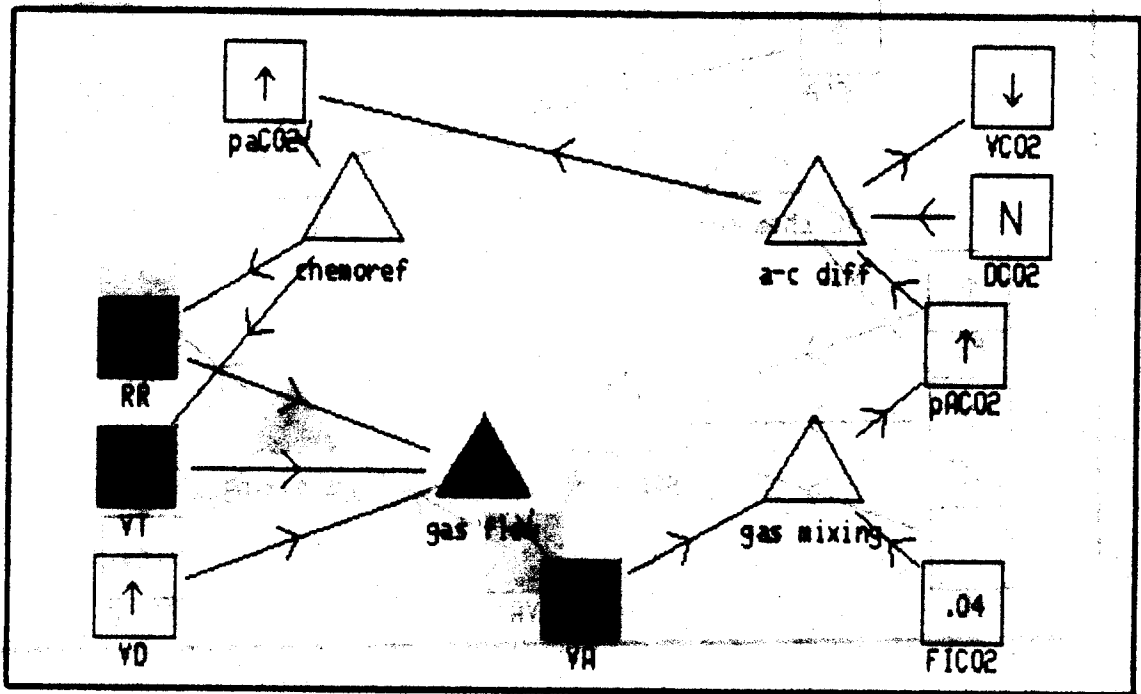 ↑
paCO2
↓
VCO2
N
DCO2
chemoref
a-c diff
↑
pACO2
RR
VT
gas flow
gas mixing
↑
VD
VA
.04
FICO2